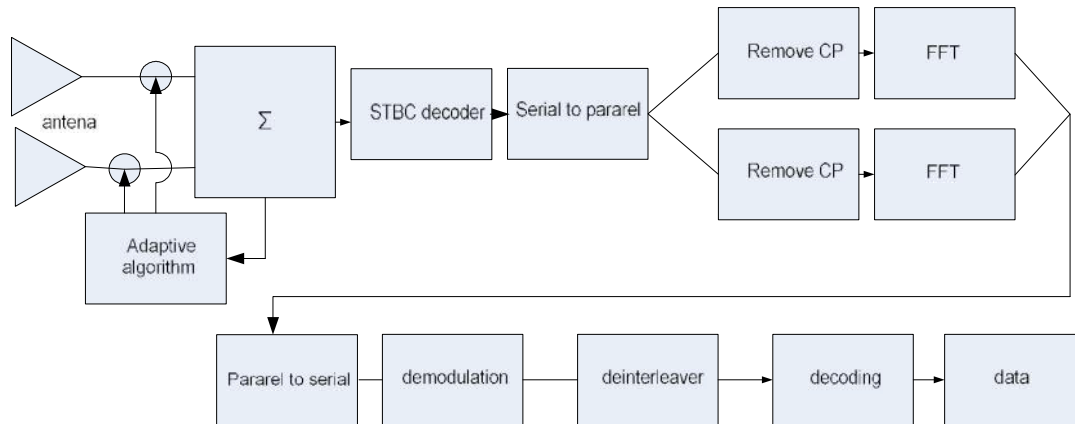 antena
Σ
STBC decoder
Serial to pararel
Remove CP
FFT
Remove CP
FFT
Adaptive
algorithm
Pararel to serial
demodulation
deinterleaver
decoding
data